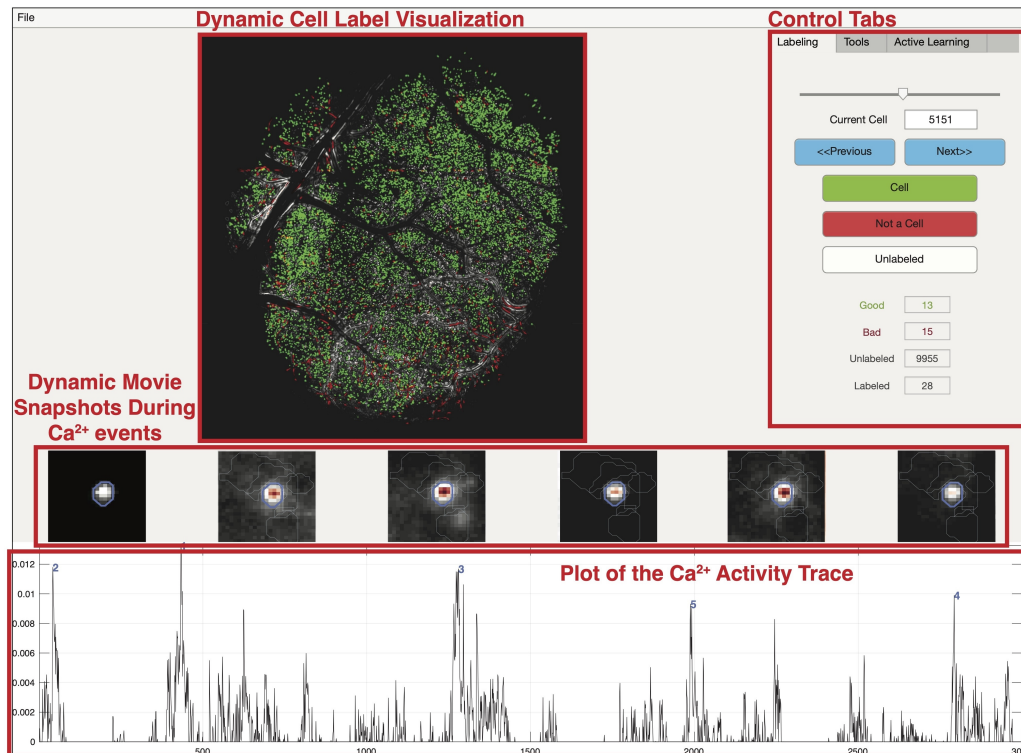 File
Dynamic Cell Label Visualization
Control Tabs
Labeling Tools Active Learning
Current Cell 5151
<<Previous Next>>
Cell
Not a Cell
Unlabeled
Good 13
Bad 15
Unlabeled 9955
Labeled 28
Dynamic Movie
Snapshots During
Ca²⁺ events
Plot of the Ca²⁺ Activity Trace
0.012
0.01
0.008
0.006
0.004
0.002
0
2
3
5
4
500 1000 1500 2000 2500